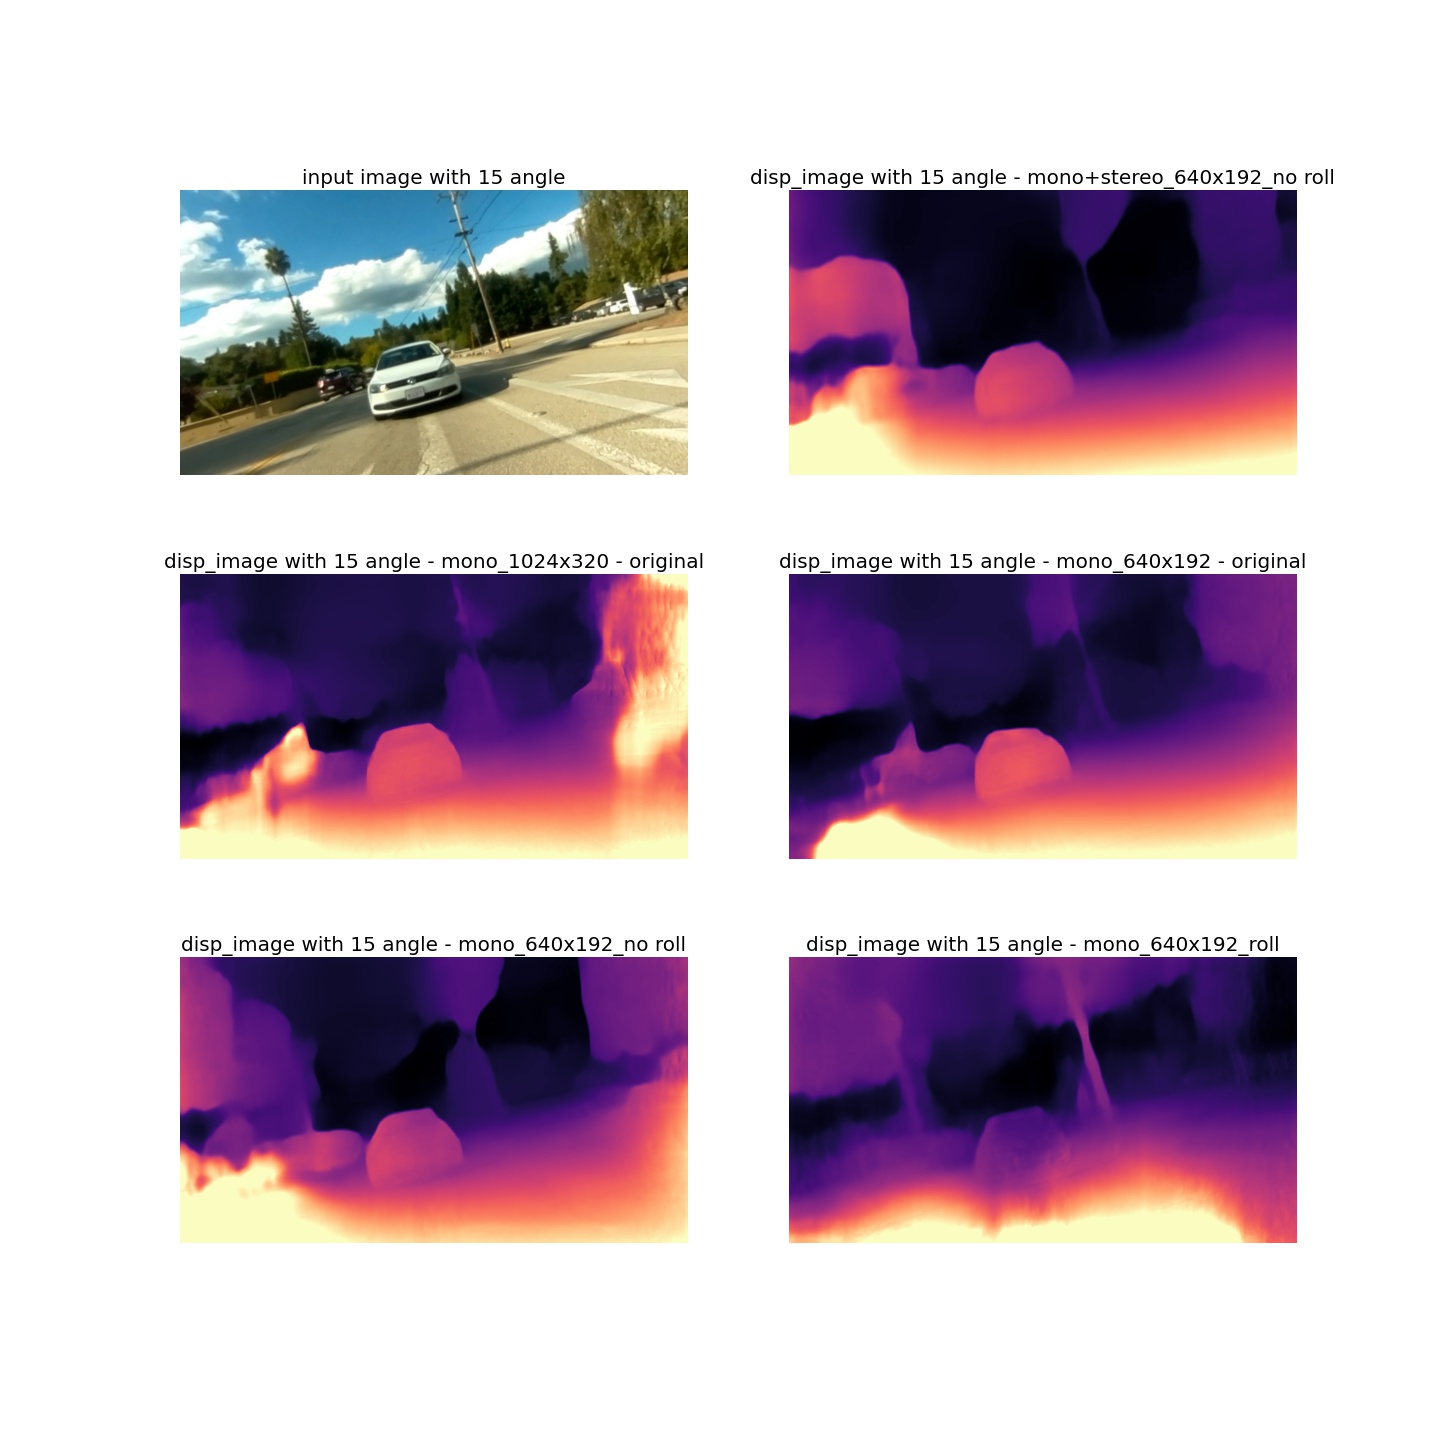 input image with 15 angle
disp_image with 15 angle - mono+stereo_640x192_no roll
disp_image with 15 angle - mono_1024x320 - original
disp_image with 15 angle - mono_640x192 - original
disp_image with 15 angle - mono_640x192_no roll
disp_image with 15 angle - mono_640x192_roll